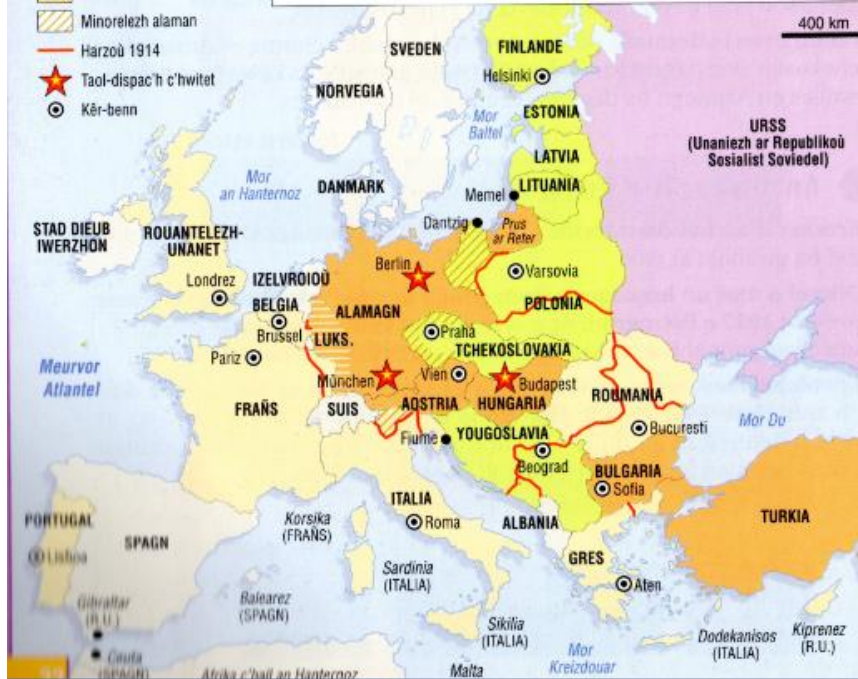 Minorelezh alaman
Harzoù 1914
Taol-dispac'h c'hwitet
Kêr-benn
400 km
SVEDEN
FINLANDE
NORVEGIA
Helsinki
Mor
Baltel
ESTONIA
URSS
(Unaniezh ar Republikoù
Sosialist Soviedel)
LATVIA
Mor
an Hanternoz
DANMARK
LITUANIA
Memel
Dantzig
Prus
ar Reter
STAD DIEUB
IWERZHON
ROUANTELEZH-
UNANET
Berlin
Varsovia
IZELVROIOÙ
Londrez
BELGIA
ALAMAGN
POLONIA
Brussel
LUKS.
Praha
TCHEKOSLOVAKIA
Pariz
Meurvor
Atlantel
München
Vien
Budapest
ROUMANIA
FRAÑS
SUIS
AOSTRIA
HUNGARIA
Mor Du
Fiume
YOUGOSLAVIA
Bucuresti
Beograd
BULGARIA
Sofia
ITALIA
Roma
Korsika
(FRAÑS)
ALBANIA
TURKIA
PORTUGAL
SPAGN
Lisboa
GRES
Sardinia
(ITALIA)
Balearez
(SPAGN)
Aten
Gibraltar
(R.U.)
Sikilia
(ITALIA)
Dodekanisos
(ITALIA)
Kiprenez
(R.U.)
Mor
Kreizdouar
Ceuta
(SPAGN)
Afrika c'hall an Hanternoz
Malta